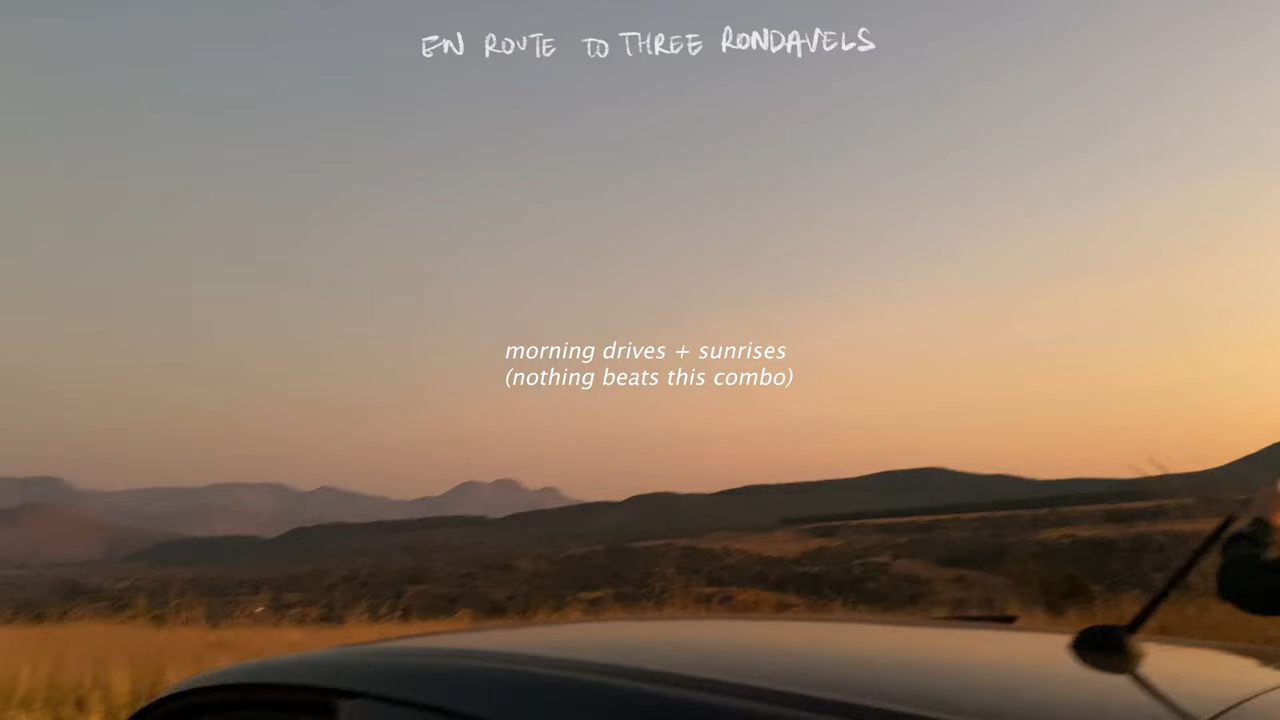 EN ROUTE TO THREE RONDAVELS
morning drives + sunrises
(nothing beats this combo)